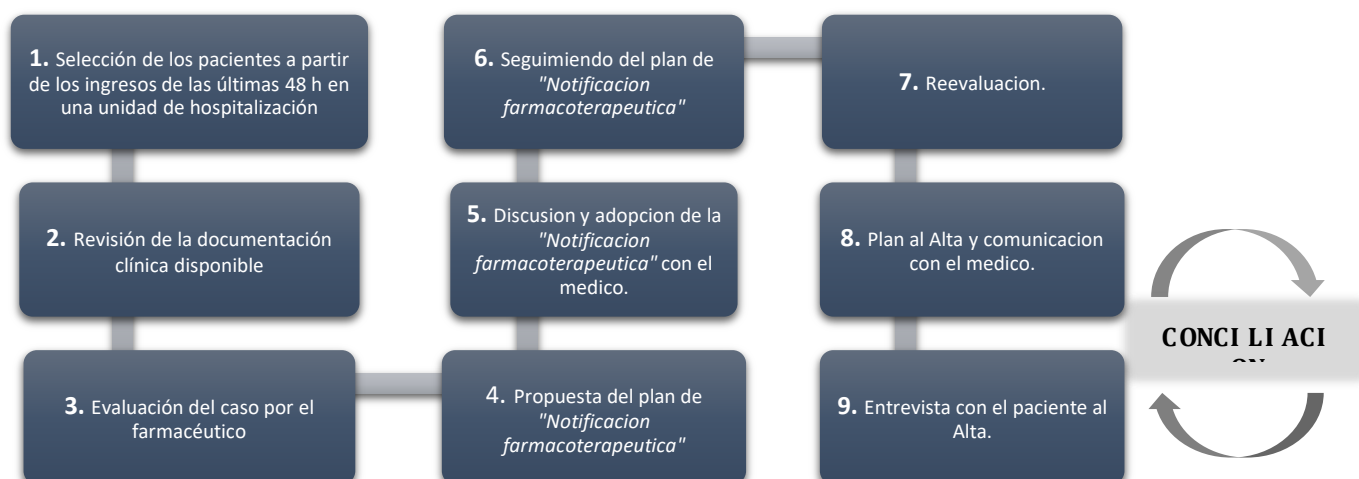 1. Selección de los pacientes a partir
de los ingresos de las últimas 48 h en
una unidad de hospitalización
2. Revisión de la documentación
clínica disponible
3. Evaluación del caso por el
farmacéutico
4. Propuesta del plan de
"Notificacion
farmacoterapeutica"
5. Discusion y adopcion de la
"Notificacion
farmacoterapeutica" con el
medico.
6. Seguimiendo del plan de
"Notificacion
farmacoterapeutica"
7. Reevaluacion.
8. Plan al Alta y comunicacion
con el medico.
9. Entrevista con el paciente al
Alta.
CONCI LI ACI